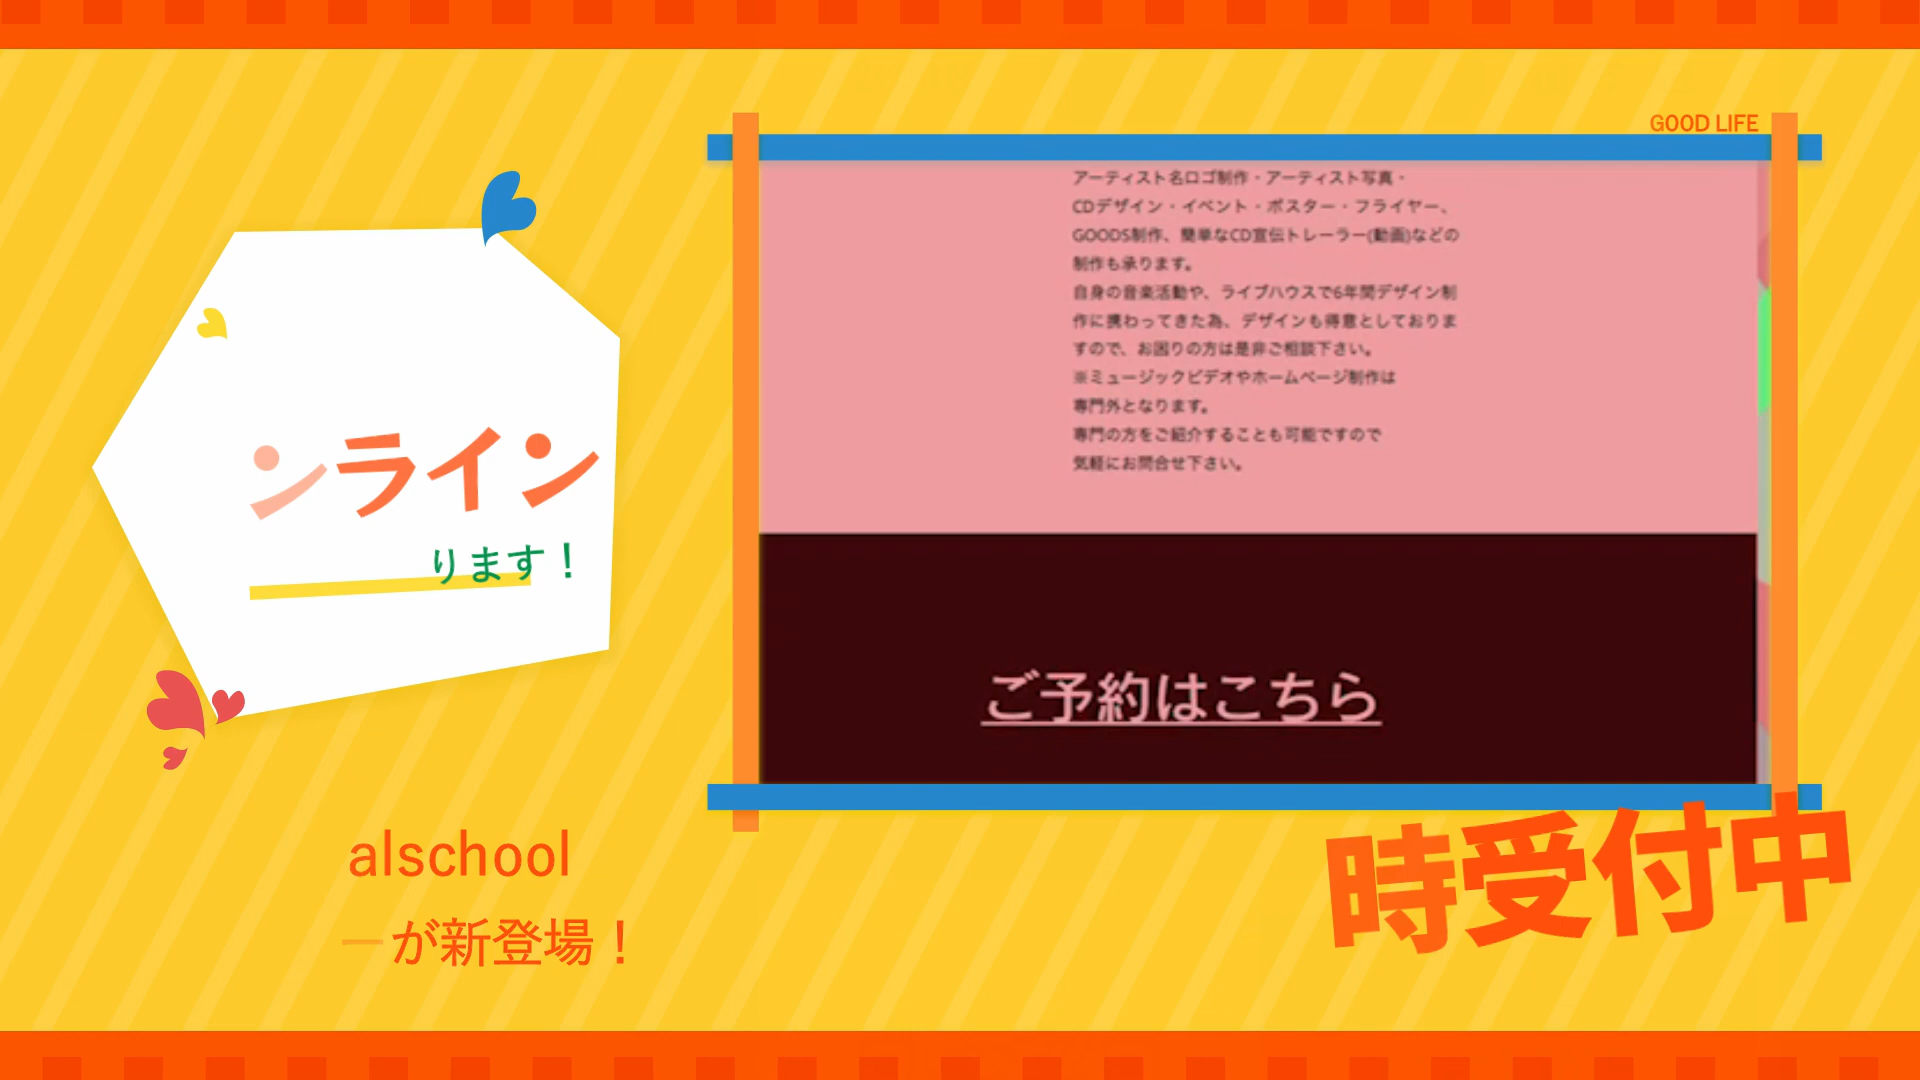 ンライン
ります！
alschool
ーが新登場！
GOOD LIFE
アーティスト名ロゴ制作・アーティスト写真・
CDデザイン・イベント・ポスター・フライヤー、
GOODS制作、簡単なCD宣伝トレーラー(動画)などの
制作も承ります。
自身の音楽活動や、ライブハウスで6年間デザイン制
作に携わってきた為、デザインも得意としておりま
すので、お困りの方は是非ご相談下さい。
※ミュージックビデオやホームページ制作は
専門外となります。
専門の方をご紹介することも可能ですので
気軽にお問合せ下さい。
ご予約はこちら
時受付中